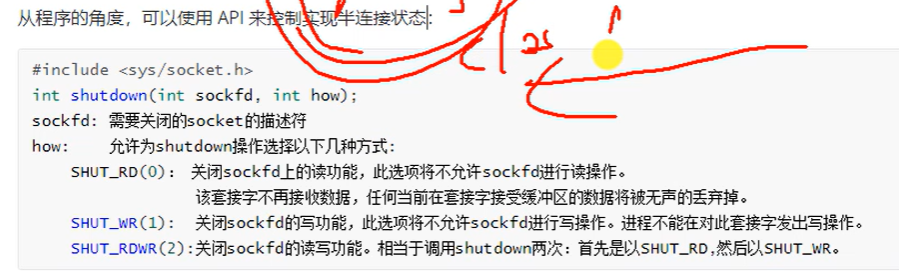 从程序的角度，可以使用 API 来控制实现半连接状态:
#include <sys/socket.h>
int shutdown(int sockfd, int how);
sockfd: 需要关闭的socket的描述符
how: 允许为shutdown操作选择以下几种方式:
SHUT_RD(0): 关闭sockfd上的读功能，此选项将不允许sockfd进行读操作。
该套接字不再接收数据，任何当前在套接字接受缓冲区的数据将被无声的丢弃掉。
SHUT_WR(1): 关闭sockfd的写功能，此选项将不允许sockfd进行写操作。进程不能在对此套接字发出写操作。
SHUT_RDWR(2):关闭sockfd的读写功能。相当于调用shutdown两次：首先是以SHUT_RD,然后以SHUT_WR。